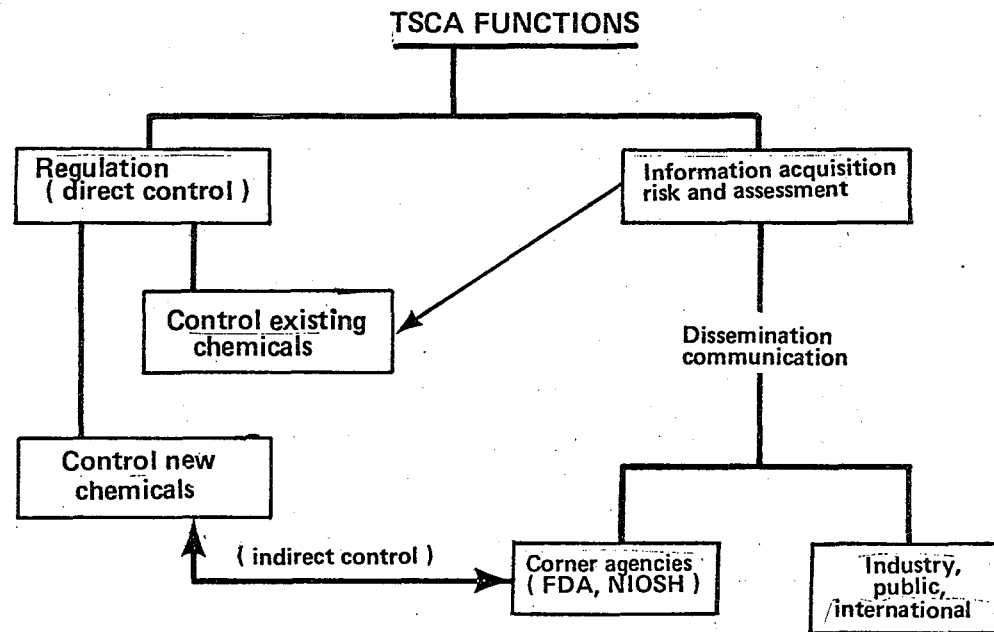 TSCA FUNCTIONS
Regulation
( direct control )
Information acquisition
risk and assessment
Control existing
chemicals
Dissemination
communication
Control new
chemicals
( indirect control )
Corner agencies
( FDA, NIOSH )
Industry,
public,
international